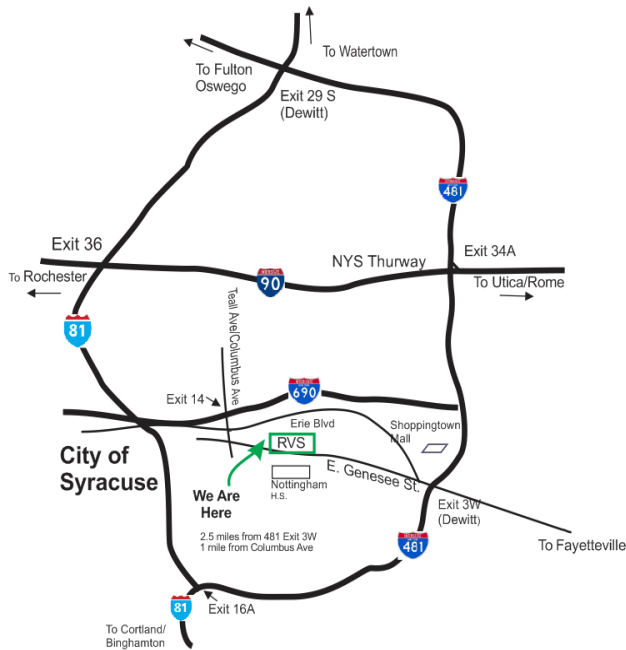 To Watertown
To Fulton
Oswego
Exit 29 S
(Dewitt)
481
Exit 36
NYS Thurway
Exit 34A
To Rochester
90
To Utica/Rome
81
Teall Ave/Columbus Ave
690
Exit 14
Erie Blvd
Shoppingtown
Mall
City of
Syracuse
RVS
E. Genesee St.
We Are
Here
Nottingham
H.S.
Exit 3W
(Dewitt)
2.5 miles from 481 Exit 3W
1 mile from Columbus Ave
481
To Fayetteville
81
Exit 16A
To Cortland/
Binghamton